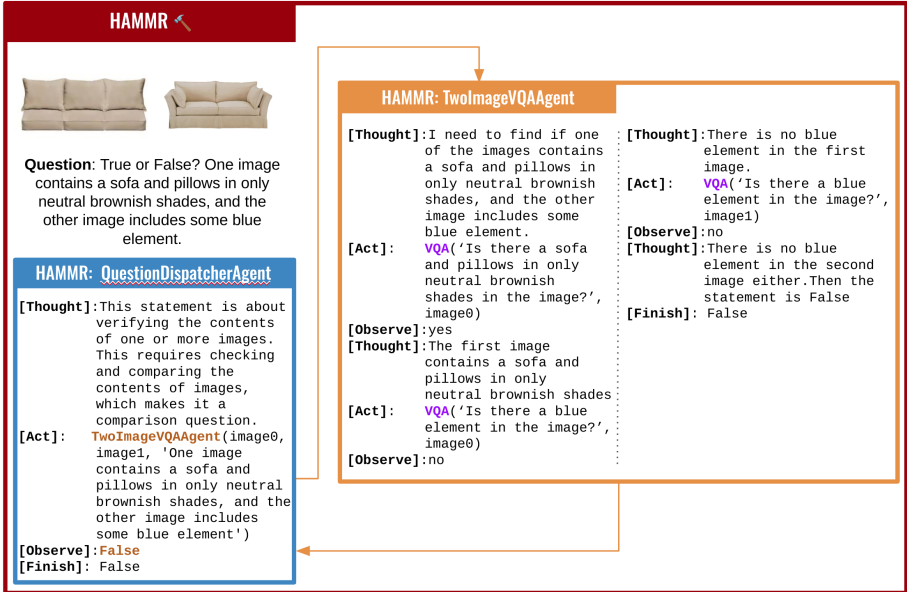 HAMMR
Question: True or False? One image
contains a sofa and pillows in only
neutral brownish shades, and the
other image includes some blue
element.
HAMMR: QuestionDispatcherAgent
[Thought]:This statement is about
verifying the contents
of one or more images.
This requires checking
and comparing the
contents of images,
which makes it a
comparison question.
[Act]: TwoImageVQAAgent(image0,
image1, 'One image
contains a sofa and
pillows in only neutral
brownish shades, and the
other image includes
some blue element')
[Observe]:False
[Finish]: False
HAMMR: TwoImageVQAAgent
[Thought]:I need to find if one
of the images contains
a sofa and pillows in
only neutral brownish
shades, and the other
image includes some
blue element.
[Act]: VQA(‘Is there a sofa
and pillows in only
neutral brownish
shades in the image?’,
image0)
[Observe]:yes
[Thought]:The first image
contains a sofa and
pillows in only
neutral brownish shades
[Act]: VQA(‘Is there a blue
element in the image?’,
image0)
[Observe]:no
[Thought]:There is no blue
element in the first
image.
[Act]: VQA(‘Is there a blue
element in the image?’,
image1)
[Observe]:no
[Thought]:There is no blue
element in the second
image either.Then the
statement is False
[Finish]: False